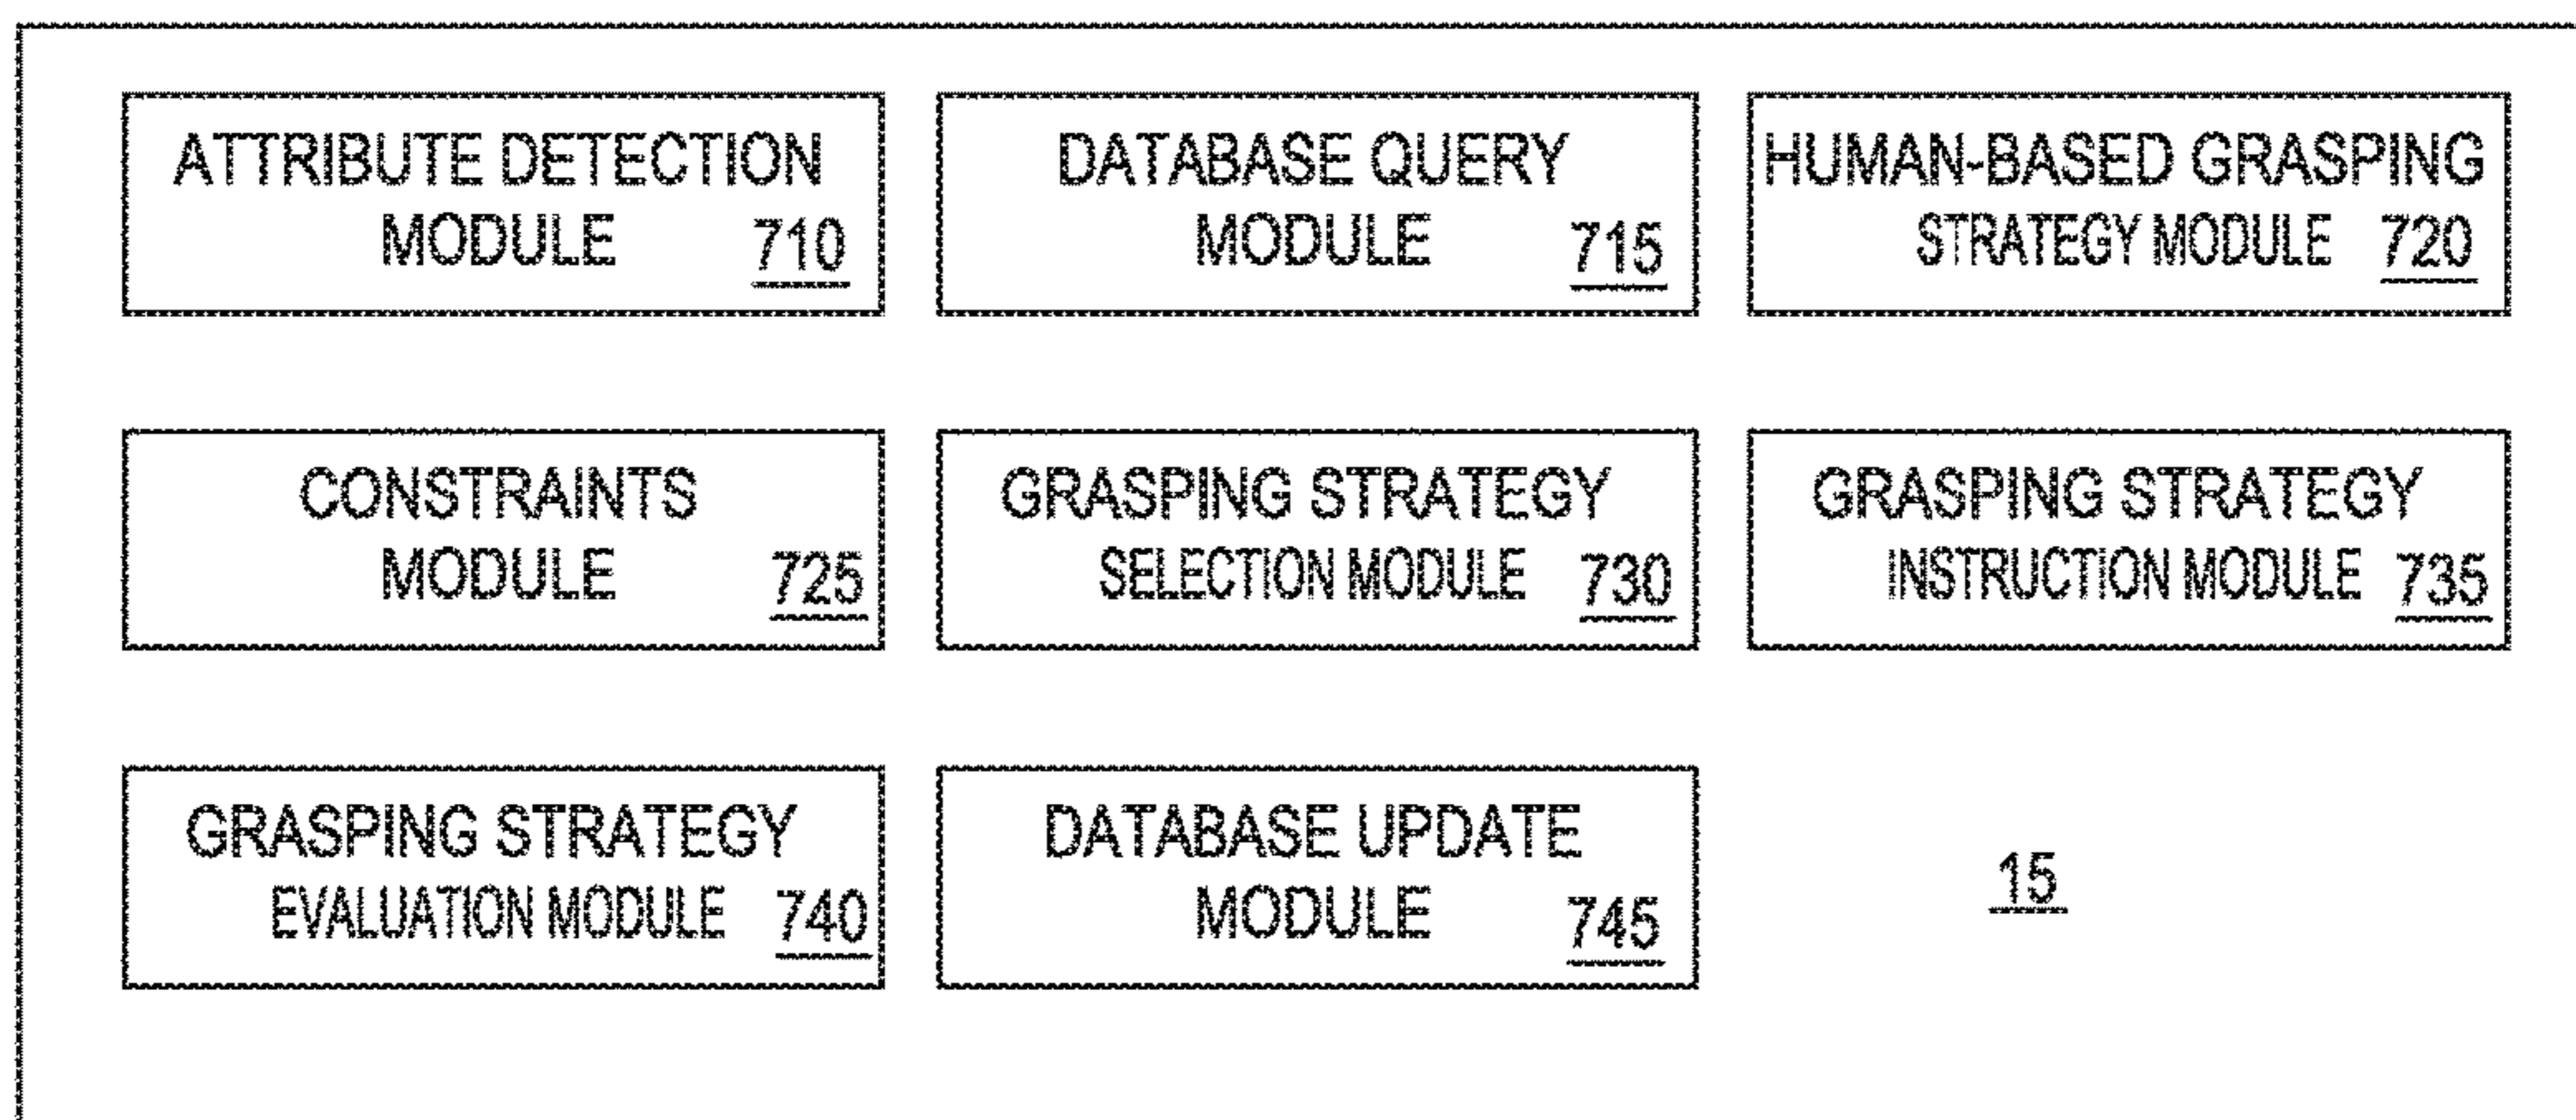 ATTRIBUTE DETECTION
MODULE 710
DATABASE QUERY
MODULE 715
HUMAN-BASED GRASPING
STRATEGY MODULE 720
CONSTRAINTS
MODULE 725
GRASPING STRATEGY
SELECTION MODULE 730
GRASPING STRATEGY
INSTRUCTION MODULE 735
GRASPING STRATEGY
EVALUATION MODULE 740
DATABASE UPDATE
MODULE 745
15